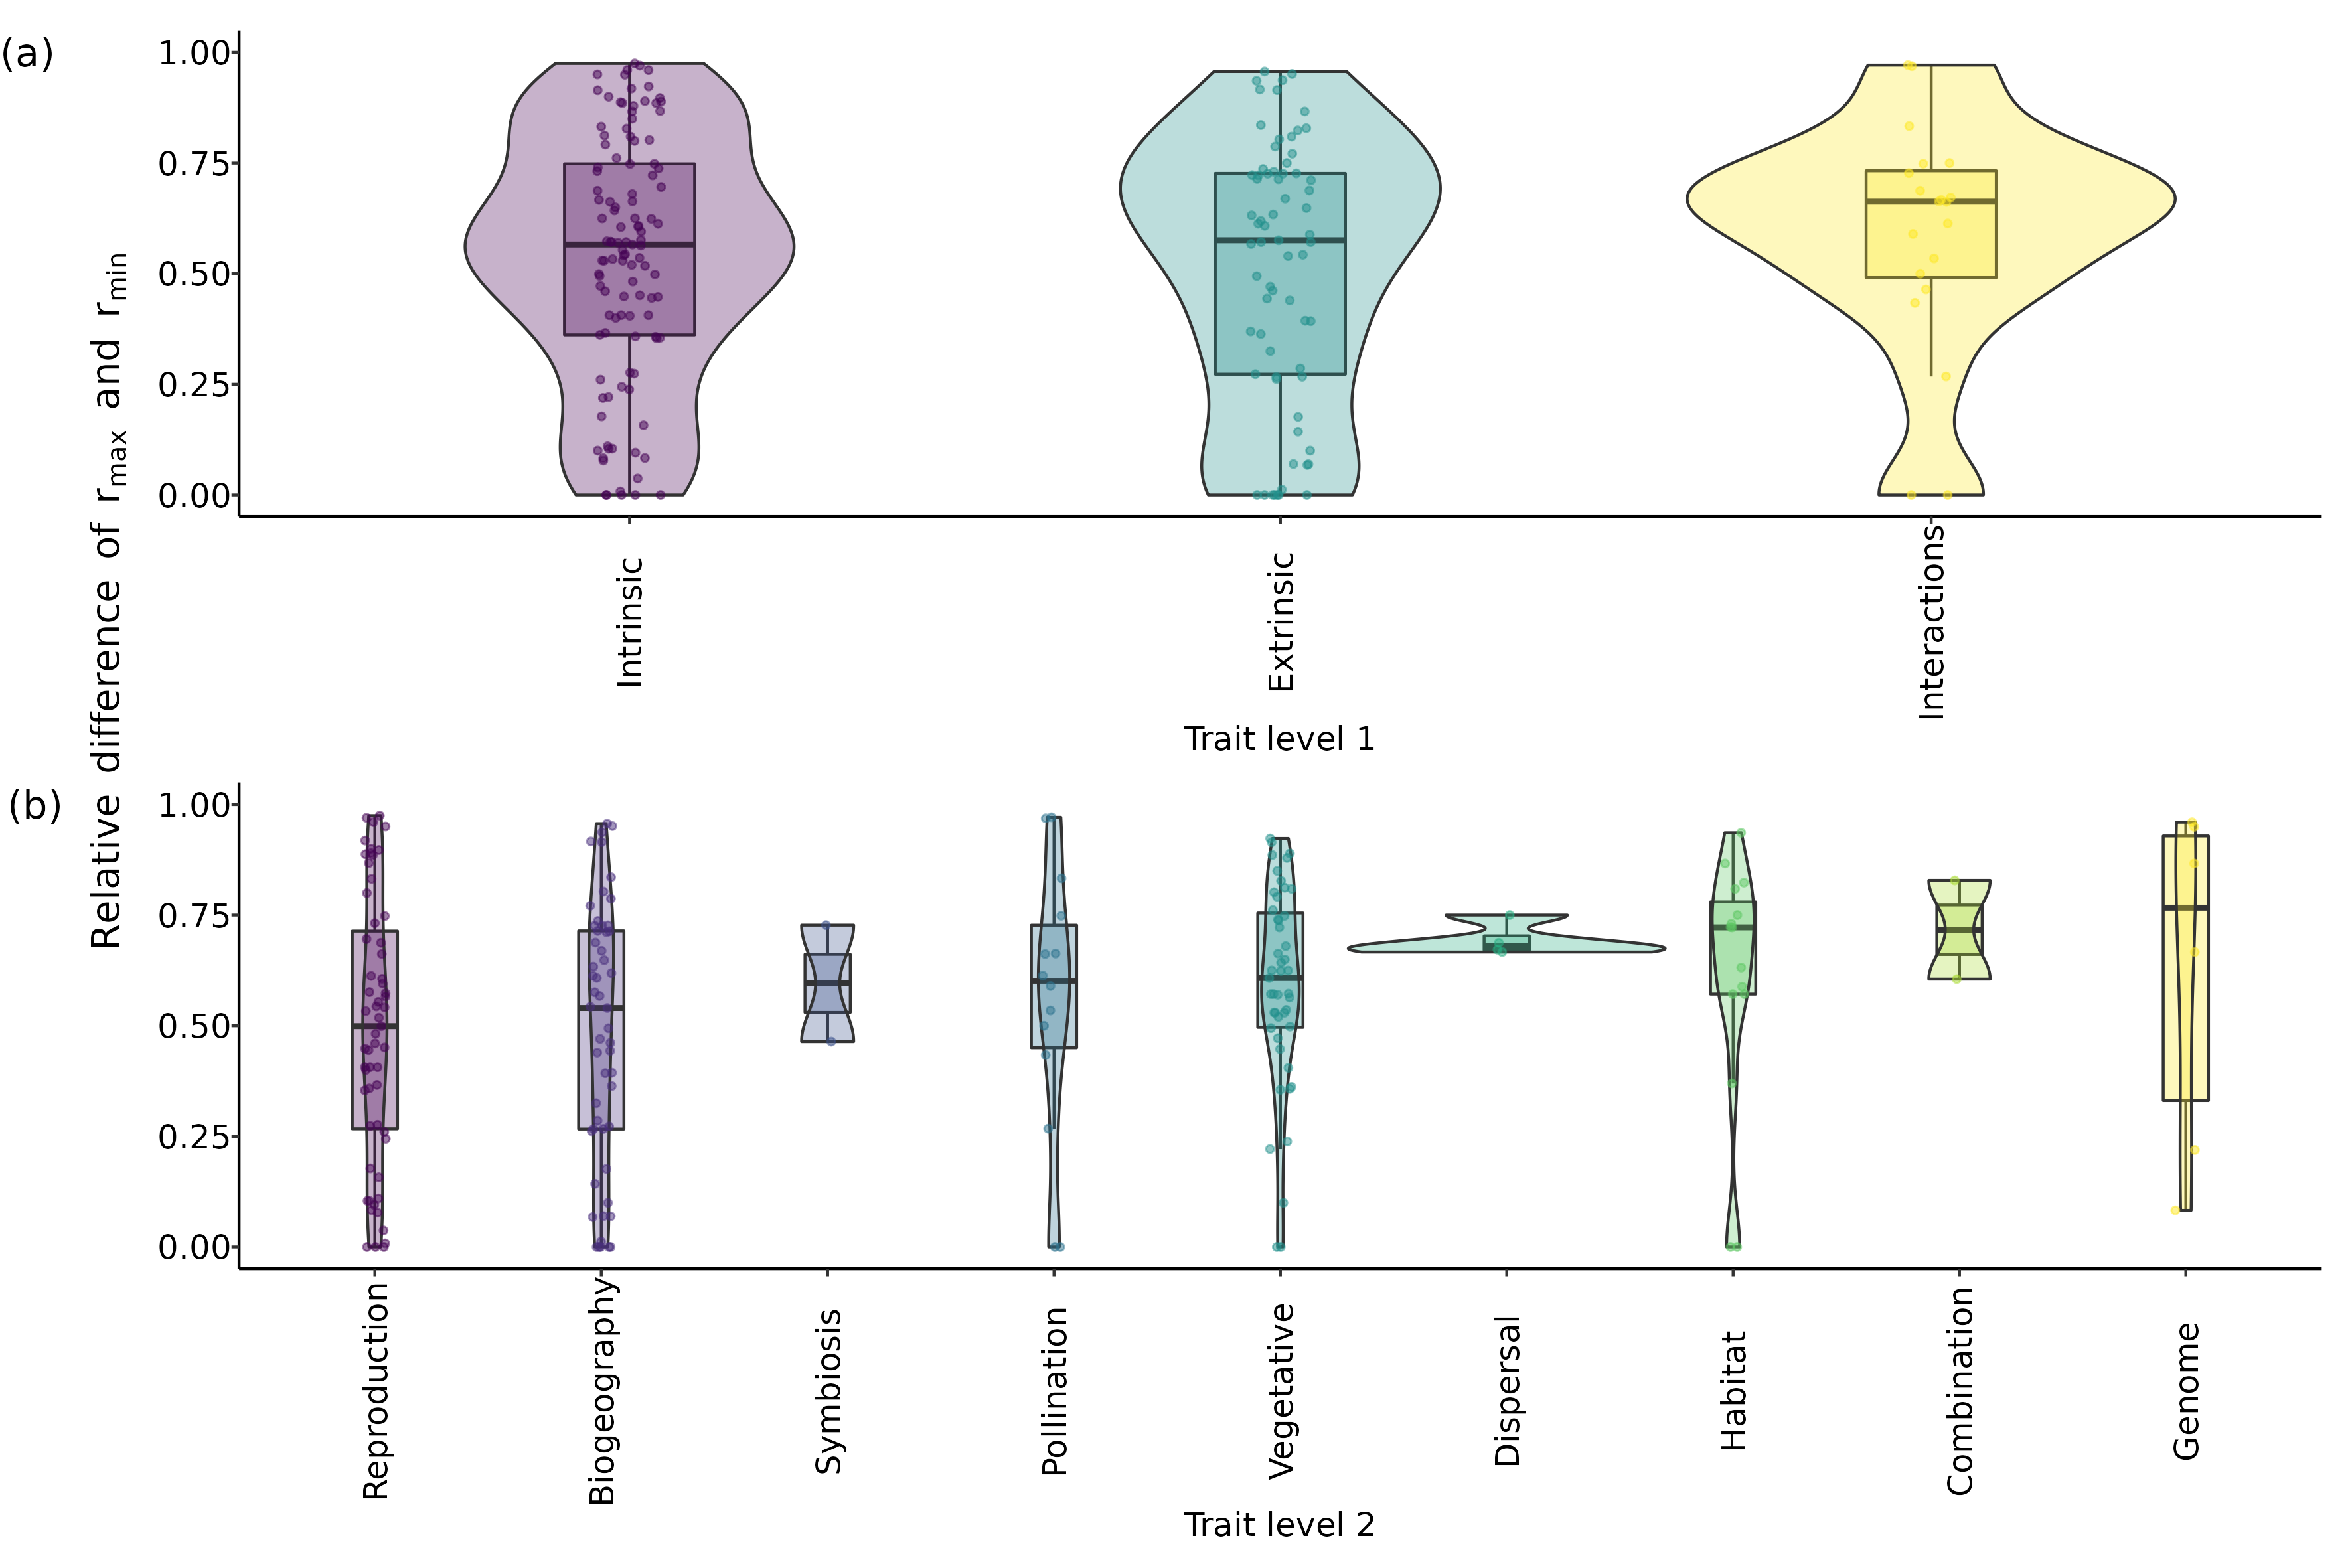 (a)
1.00
0.75
0.50
0.25
0.00
Intrinsic
Extrinsic
Interactions
Trait level 1
Relative difference of rmax and rmin
(b)
1.00
0.75
0.50
0.25
0.00
Reproduction
Biogeography
Symbiosis
Pollination
Vegetative
Dispersal
Habitat
Combination
Genome
Trait level 2